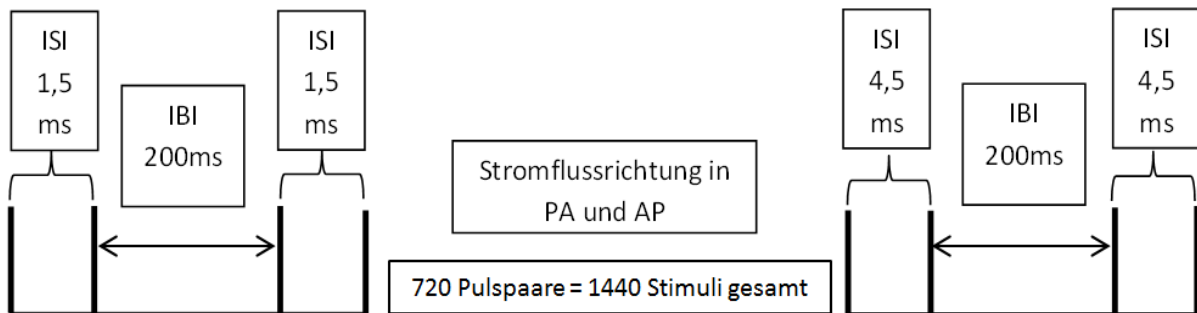 ISI
1,5
ms
IBI
200ms
ISI
1,5
ms
Stromflussrichtung in
PA und AP
720 Pulspaare = 1440 Stimuli gesamt
ISI
4,5
ms
IBI
200ms
ISI
4,5
ms